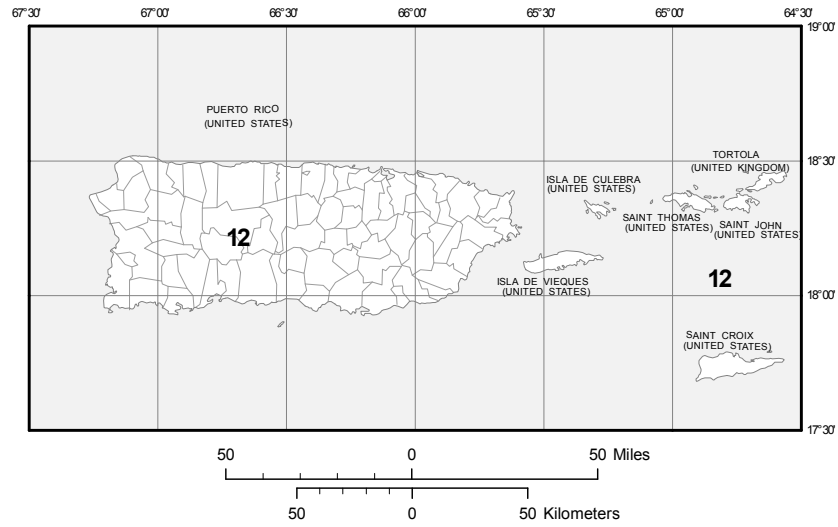 67°30' 67°00' 66°30' 66°00' 65°30' 65°00' 64°30'
19°00'
PUERTO RICO
(UNITED STATES)
TORTOLA
(UNITED KINGDOM)
18°30'
ISLA DE CULEBRA
(UNITED STATES)
SAINT THOMAS
(UNITED STATES)
SAINT JOHN
(UNITED STATES)
12
12
ISLA DE VIEQUES
(UNITED STATES)
18°00'
SAINT CROIX
(UNITED STATES)
17°30'
50 0 50 Miles
50 0 50 Kilometers